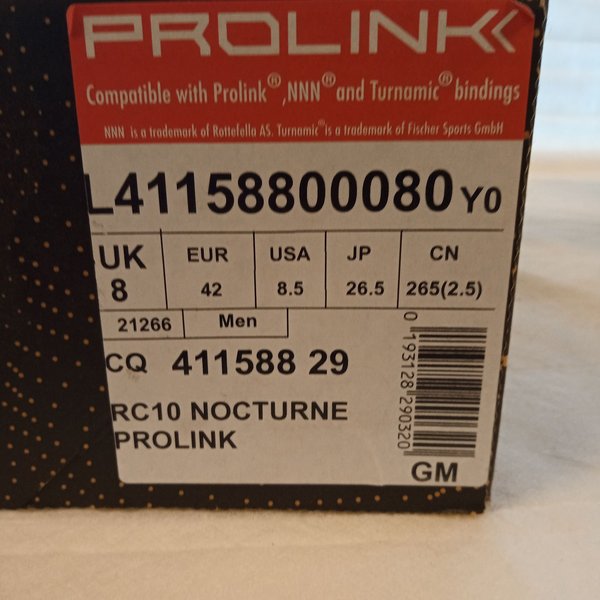 PROLINK
Compatible with Prolink®, NNN® and Turnamic® bindings
NNN is a trademark of Rottefella AS. Turnamic® is a trademark of Fischer Sports GmbH
L41158800080 Y0
UK EUR USA JP CN
8 42 8.5 26.5 265(2.5)
21266 Men
CQ 411588 29
RC10 NOCTURNE
PROLINK
0 193128 290320
GM